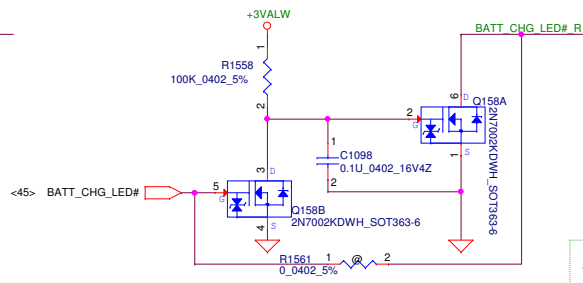 +3VALW
BATT_CHG_LED#_R
1
R1558
100K_0402_5%
2
6
D
Q158A
2
G
S
1
2N7002KDWH_SOT363-6
1
C1098
0.1U_0402_16V4Z
2
3
D
<45> BATT_CHG_LED#
5
G
Q158B
2N7002KDWH_SOT363-6
4
S
R1561
1
@
2
0_0402_5%